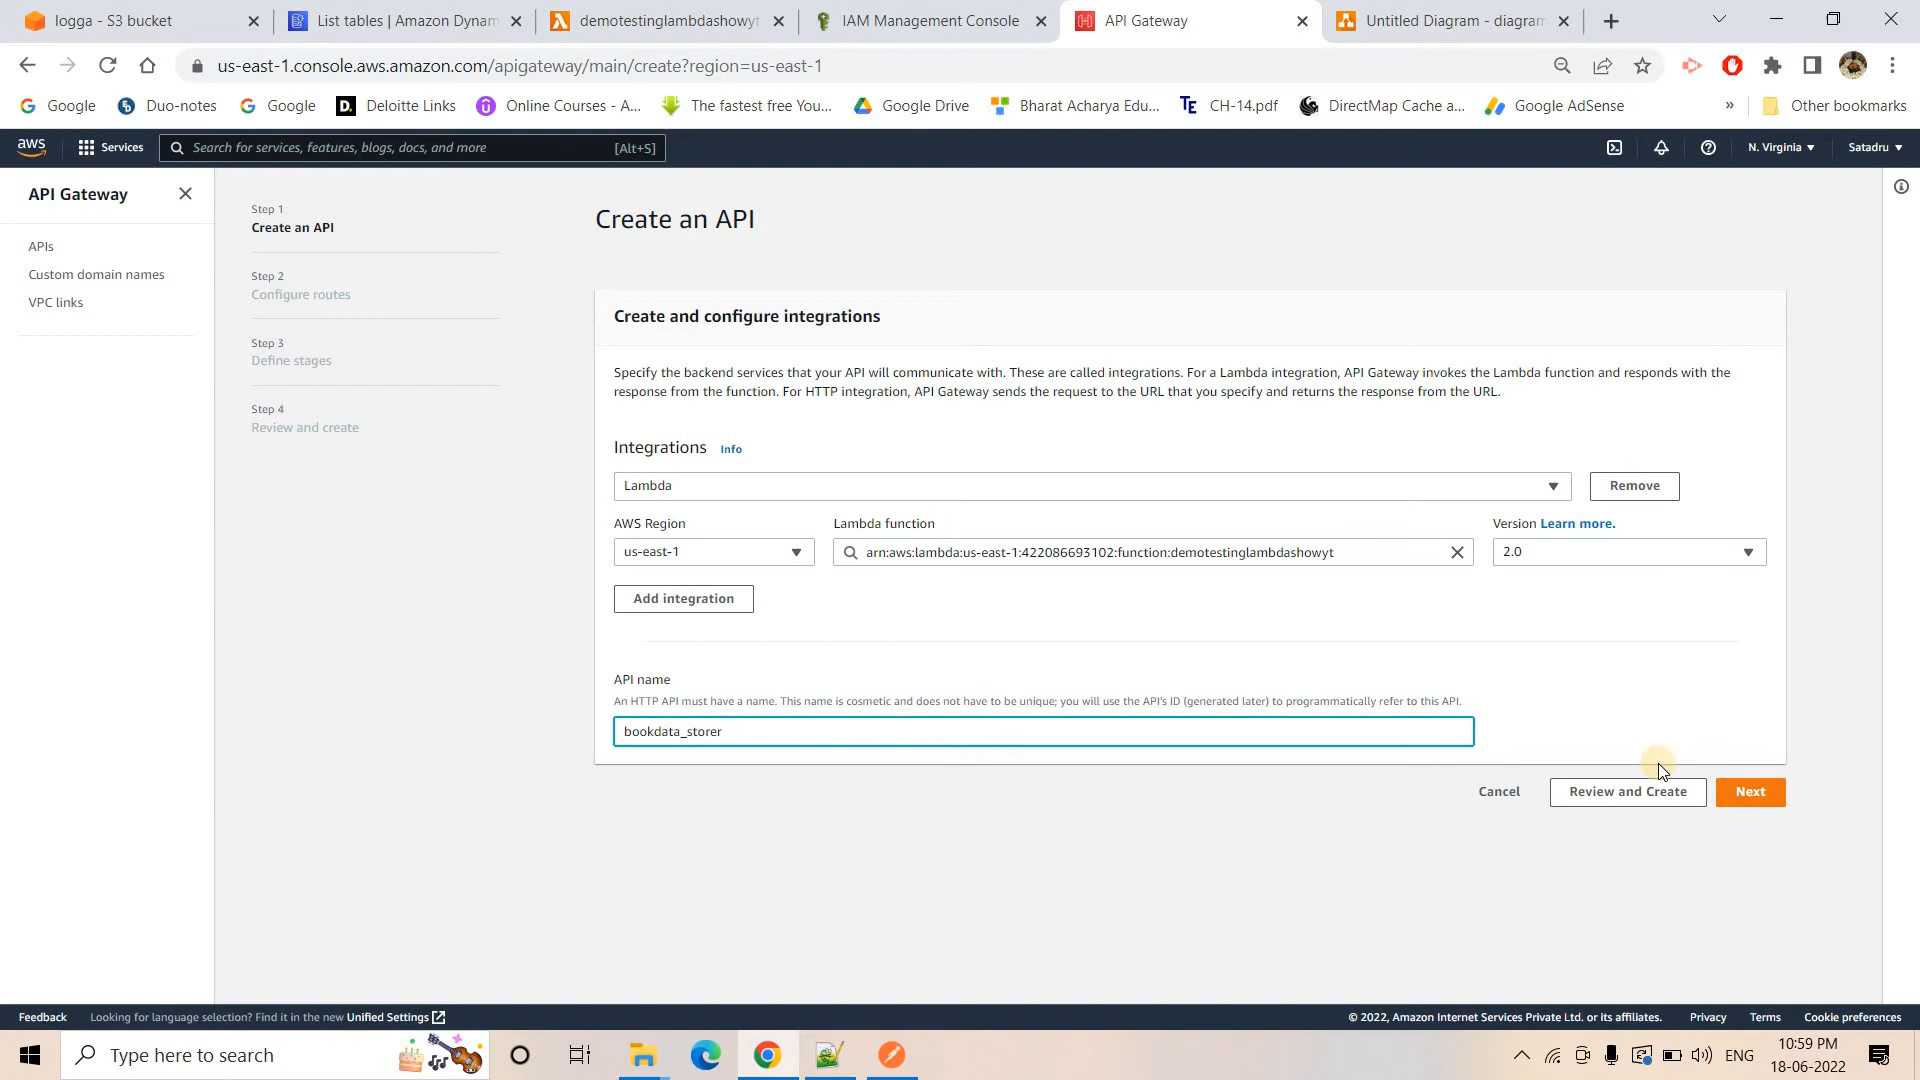 logga - S3 bucket
List tables | Amazon Dynam
demotestinglambdashowyt
IAM Management Console
API Gateway
Untitled Diagram - diagram
us-east-1.console.aws.amazon.com/apigateway/main/create?region=us-east-1
Google
Duo-notes
Google
Deloitte Links
Online Courses - A...
The fastest free You...
Google Drive
Bharat Acharya Edu...
CH-14.pdf
DirectMap Cache a...
Google AdSense
»
Other bookmarks
aws
Services
Search for services, features, blogs, docs, and more
[Alt+S]
N. Virginia
Satadru
API Gateway
APIs
Custom domain names
VPC links
Step 1
Create an API
Step 2
Configure routes
Step 3
Define stages
Step 4
Review and create
Create an API
Create and configure integrations
Specify the backend services that your API will communicate with. These are called integrations. For a Lambda integration, API Gateway invokes the Lambda function and responds with the
response from the function. For HTTP integration, API Gateway sends the request to the URL that you specify and returns the response from the URL.
Integrations Info
Lambda
Remove
AWS Region
Lambda function
Version Learn more.
us-east-1
arn:aws:lambda:us-east-1:422086693102:function:demotestinglambdashowyt
2.0
Add integration
API name
An HTTP API must have a name. This name is cosmetic and does not have to be unique; you will use the API's ID (generated later) to programmatically refer to this API.
bookdata_storer
Cancel
Review and Create
Next
Feedback
Looking for language selection? Find it in the new Unified Settings
© 2022, Amazon Internet Services Private Ltd. or its affiliates.
Privacy
Terms
Cookie preferences
Type here to search
ENG
10:59 PM
18-06-2022